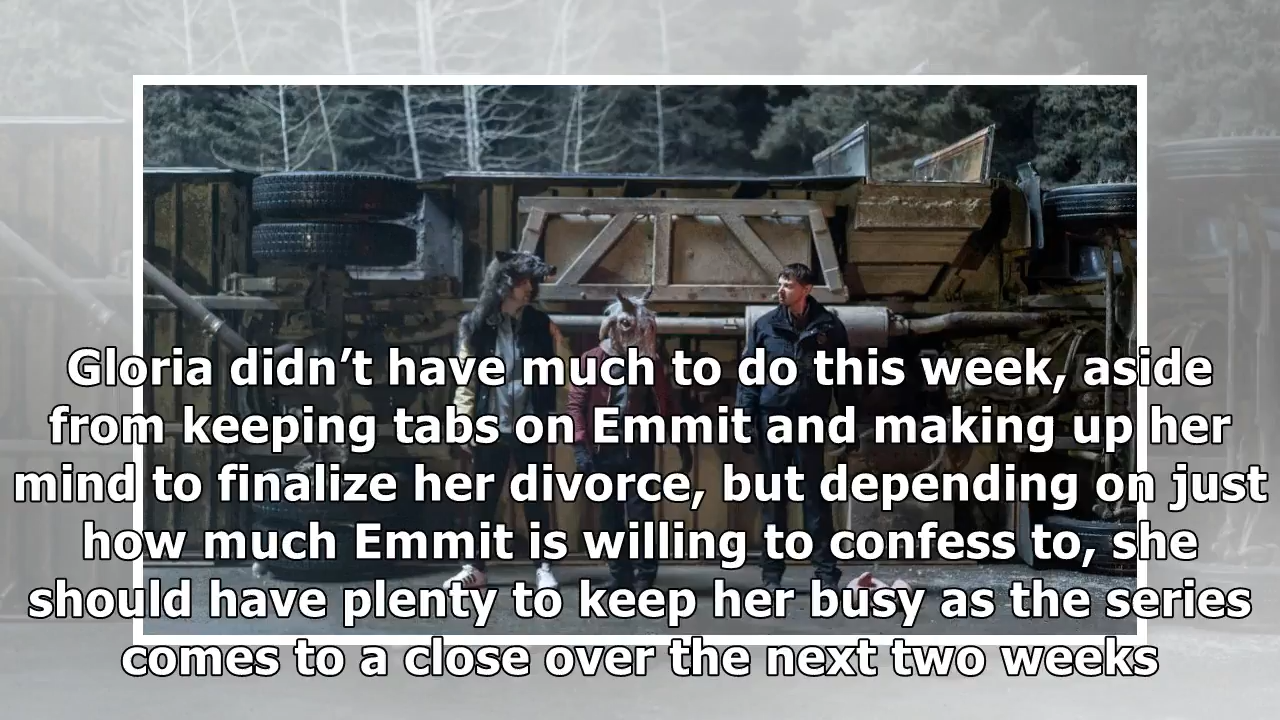 Gloria didn’t have much to do this week, aside
from keeping tabs on Emmit and making up her
mind to finalize her divorce, but depending on just
how much Emmit is willing to confess to, she
should have plenty to keep her busy as the series
comes to a close over the next two weeks